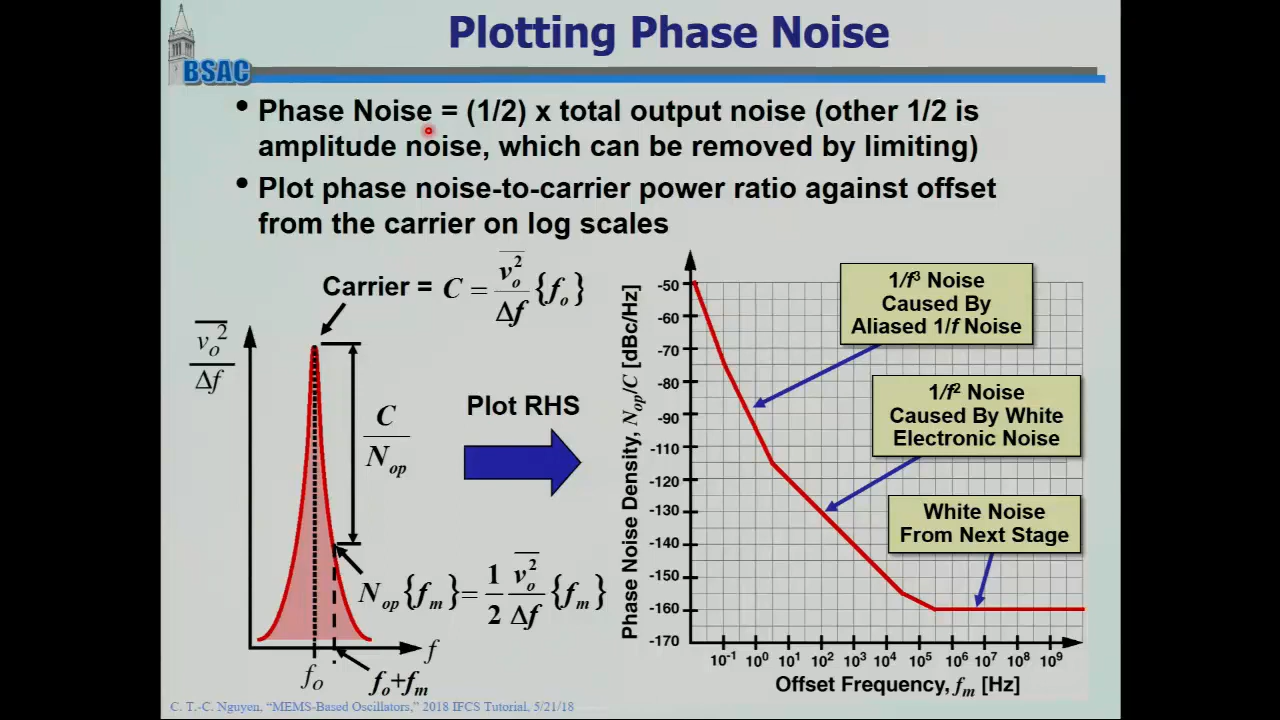 Plotting Phase Noise
BSAC
• Phase Noise = (1/2) x total output noise (other 1/2 is
amplitude noise, which can be removed by limiting)
• Plot phase noise-to-carrier power ratio against offset
from the carrier on log scales
Carrier = C = v̅ₒ²/Δf {fₒ}
v̅ₒ²/Δf
C/Nₒₚ
Nₒₚ{fₘ} = 1/2 v̅ₒ²/Δf {fₘ}
f
fₒ
fₒ+fₘ
Plot RHS
Phase Noise Density, Nₒₚ/C [dBc/Hz]
-50
-60
-70
-80
-90
-110
-120
-130
-140
-150
-160
-170
1/f³ Noise
Caused By
Aliased 1/f Noise
1/f² Noise
Caused By White
Electronic Noise
White Noise
From Next Stage
10⁻¹ 10⁰ 10¹ 10² 10³ 10⁴ 10⁵ 10⁶ 10⁷ 10⁸ 10⁹
Offset Frequency, fₘ [Hz]
C. T.-C. Nguyen, "MEMS-Based Oscillators," 2018 IFCS Tutorial, 5/21/18